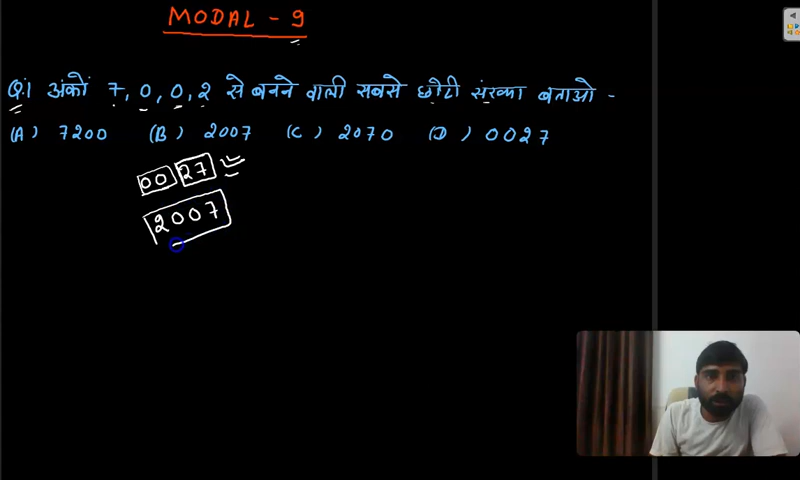 MODAL - 9
Q.1 अंकों 7, 0, 0, 2 से बनने वाली सबसे छोटी संख्या बताओ -
(A) 7200 (B) 2007 (C) 2070 (D) 0027
00 27
2007